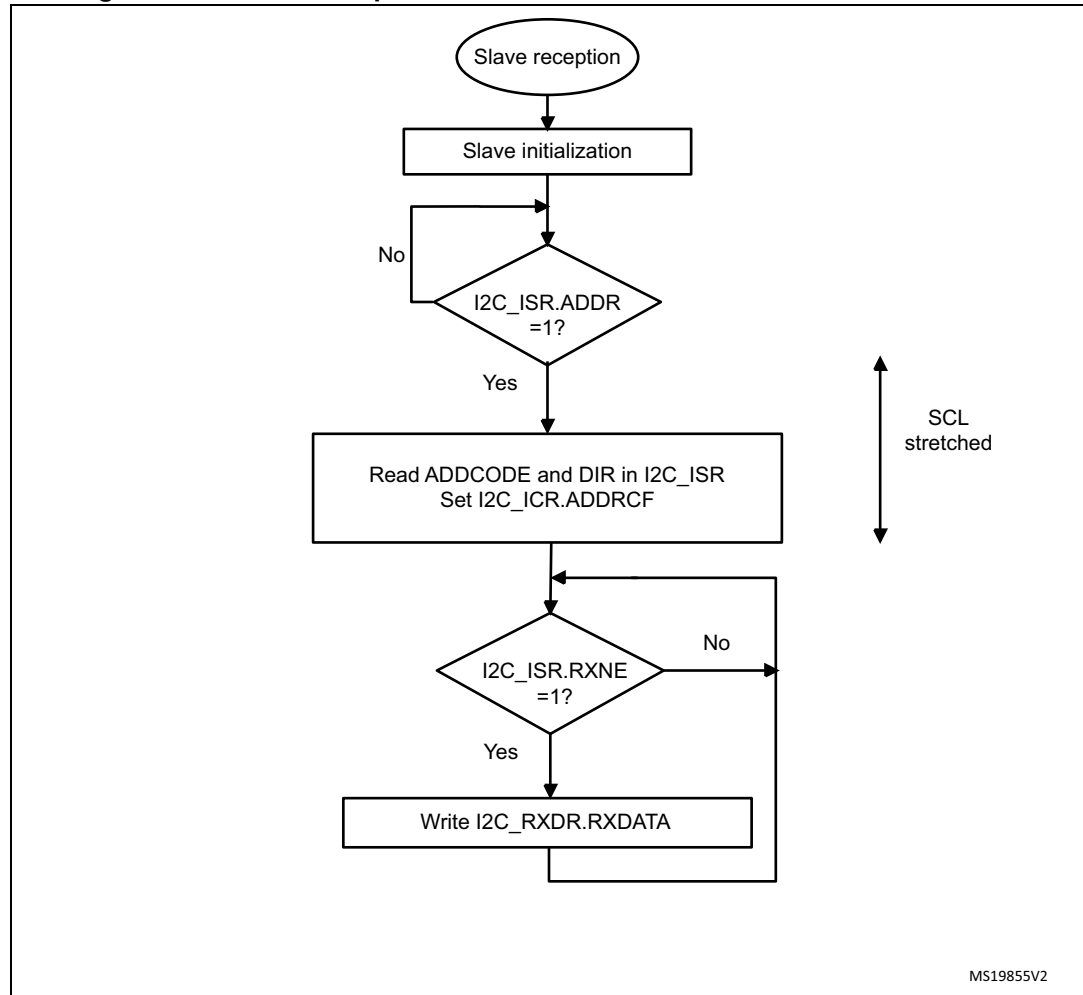 Slave reception
Slave initialization
No
I2C_ISR.ADDR
=1?
Yes
SCL
stretched
Read ADDCODE and DIR in I2C_ISR
Set I2C_ICR.ADDRCF
No
I2C_ISR.RXNE
=1?
Yes
Write I2C_RXDR.RXDATA
MS19855V2